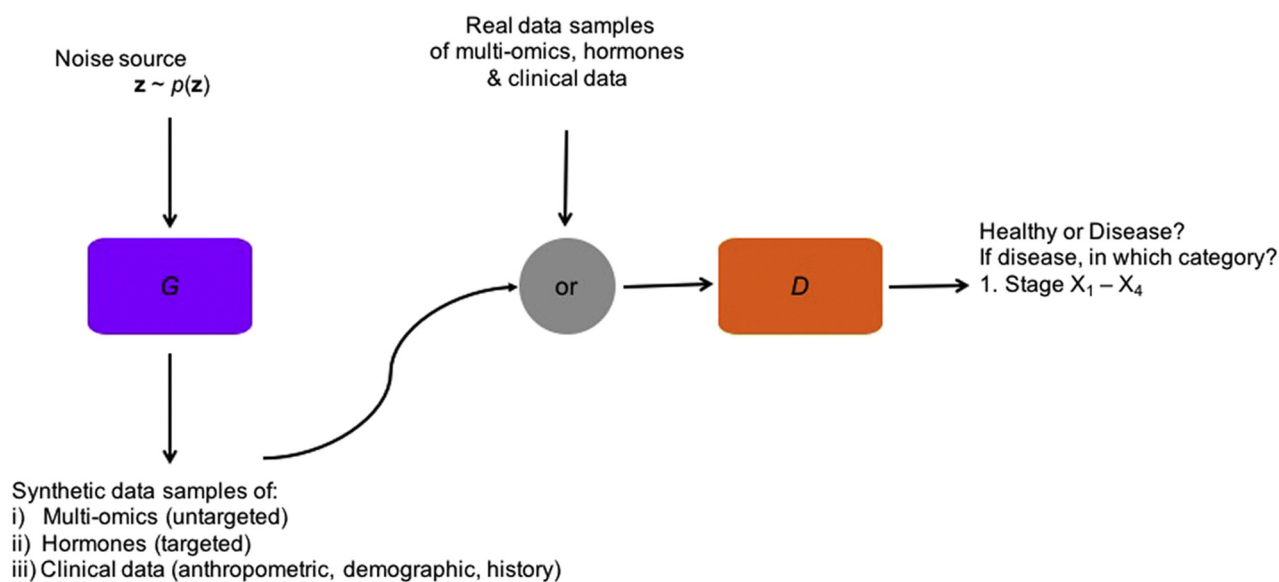 Noise source
z ~ p(z)
Real data samples
of multi-omics, hormones
& clinical data
G
or
D
Healthy or Disease?
If disease, in which category?
1. Stage X₁ – X₄
Synthetic data samples of:
i) Multi-omics (untargeted)
ii) Hormones (targeted)
iii) Clinical data (anthropometric, demographic, history)